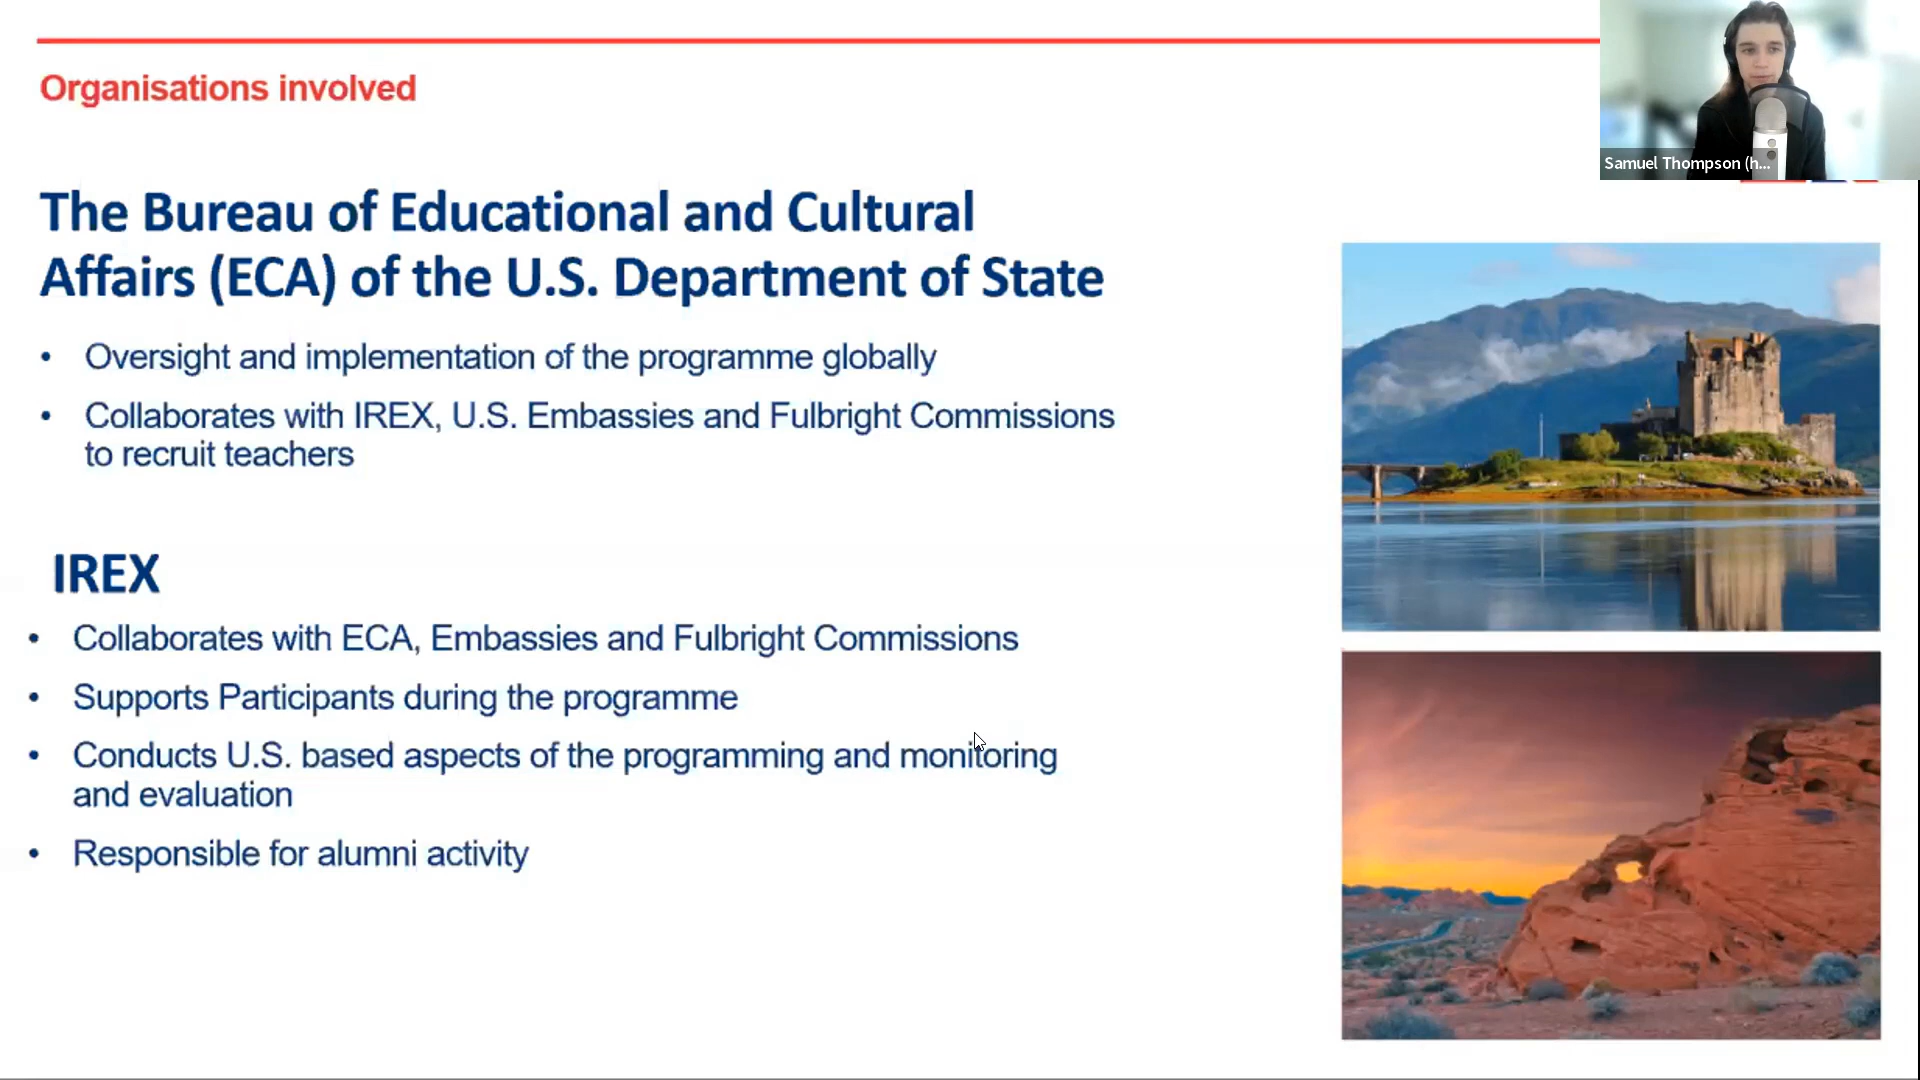 Organisations involved
Samuel Thompson (h...
The Bureau of Educational and Cultural
Affairs (ECA) of the U.S. Department of State
• Oversight and implementation of the programme globally
• Collaborates with IREX, U.S. Embassies and Fulbright Commissions
to recruit teachers
IREX
• Collaborates with ECA, Embassies and Fulbright Commissions
• Supports Participants during the programme
• Conducts U.S. based aspects of the programming and monitoring
and evaluation
• Responsible for alumni activity